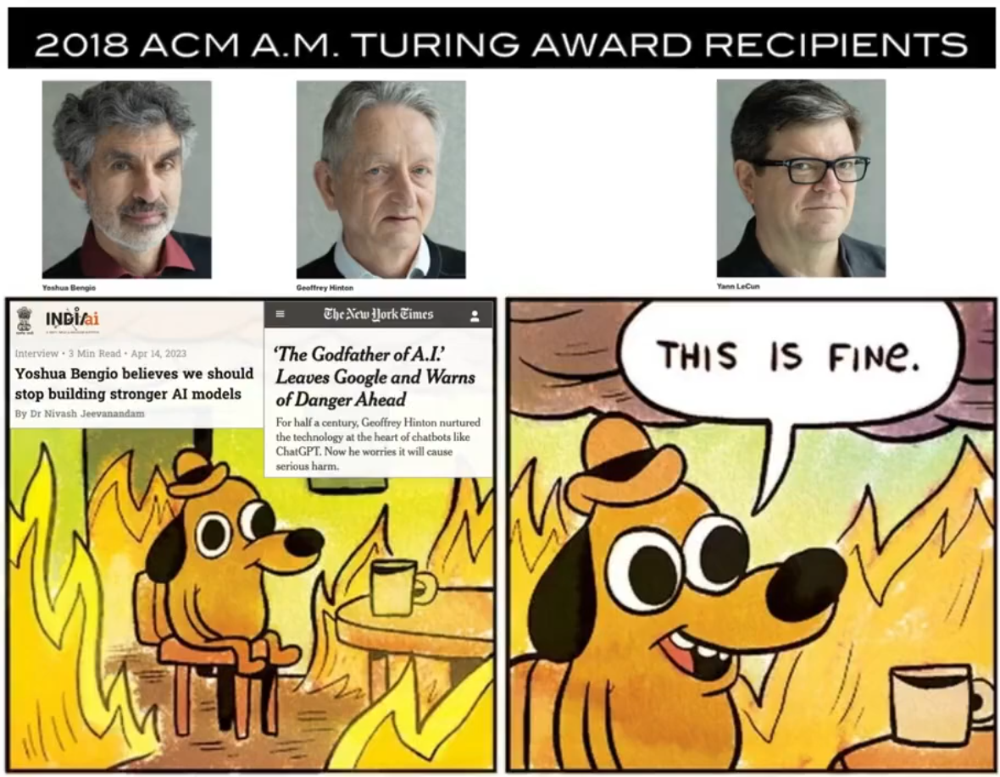 2018 ACM A.M. TURING AWARD RECIPIENTS
Yoshua Bengio
Geoffrey Hinton
Yann LeCun
INDIAai
Interview • 3 Min Read • Apr 14, 2023
Yoshua Bengio believes we should
stop building stronger AI models
By Dr Nivash Jeevanandam
The New York Times
‘The Godfather of A.I.’
Leaves Google and Warns
of Danger Ahead
For half a century, Geoffrey Hinton nurtured
the technology at the heart of chatbots like
ChatGPT. Now he worries it will cause
serious harm.
THIS IS FINE.